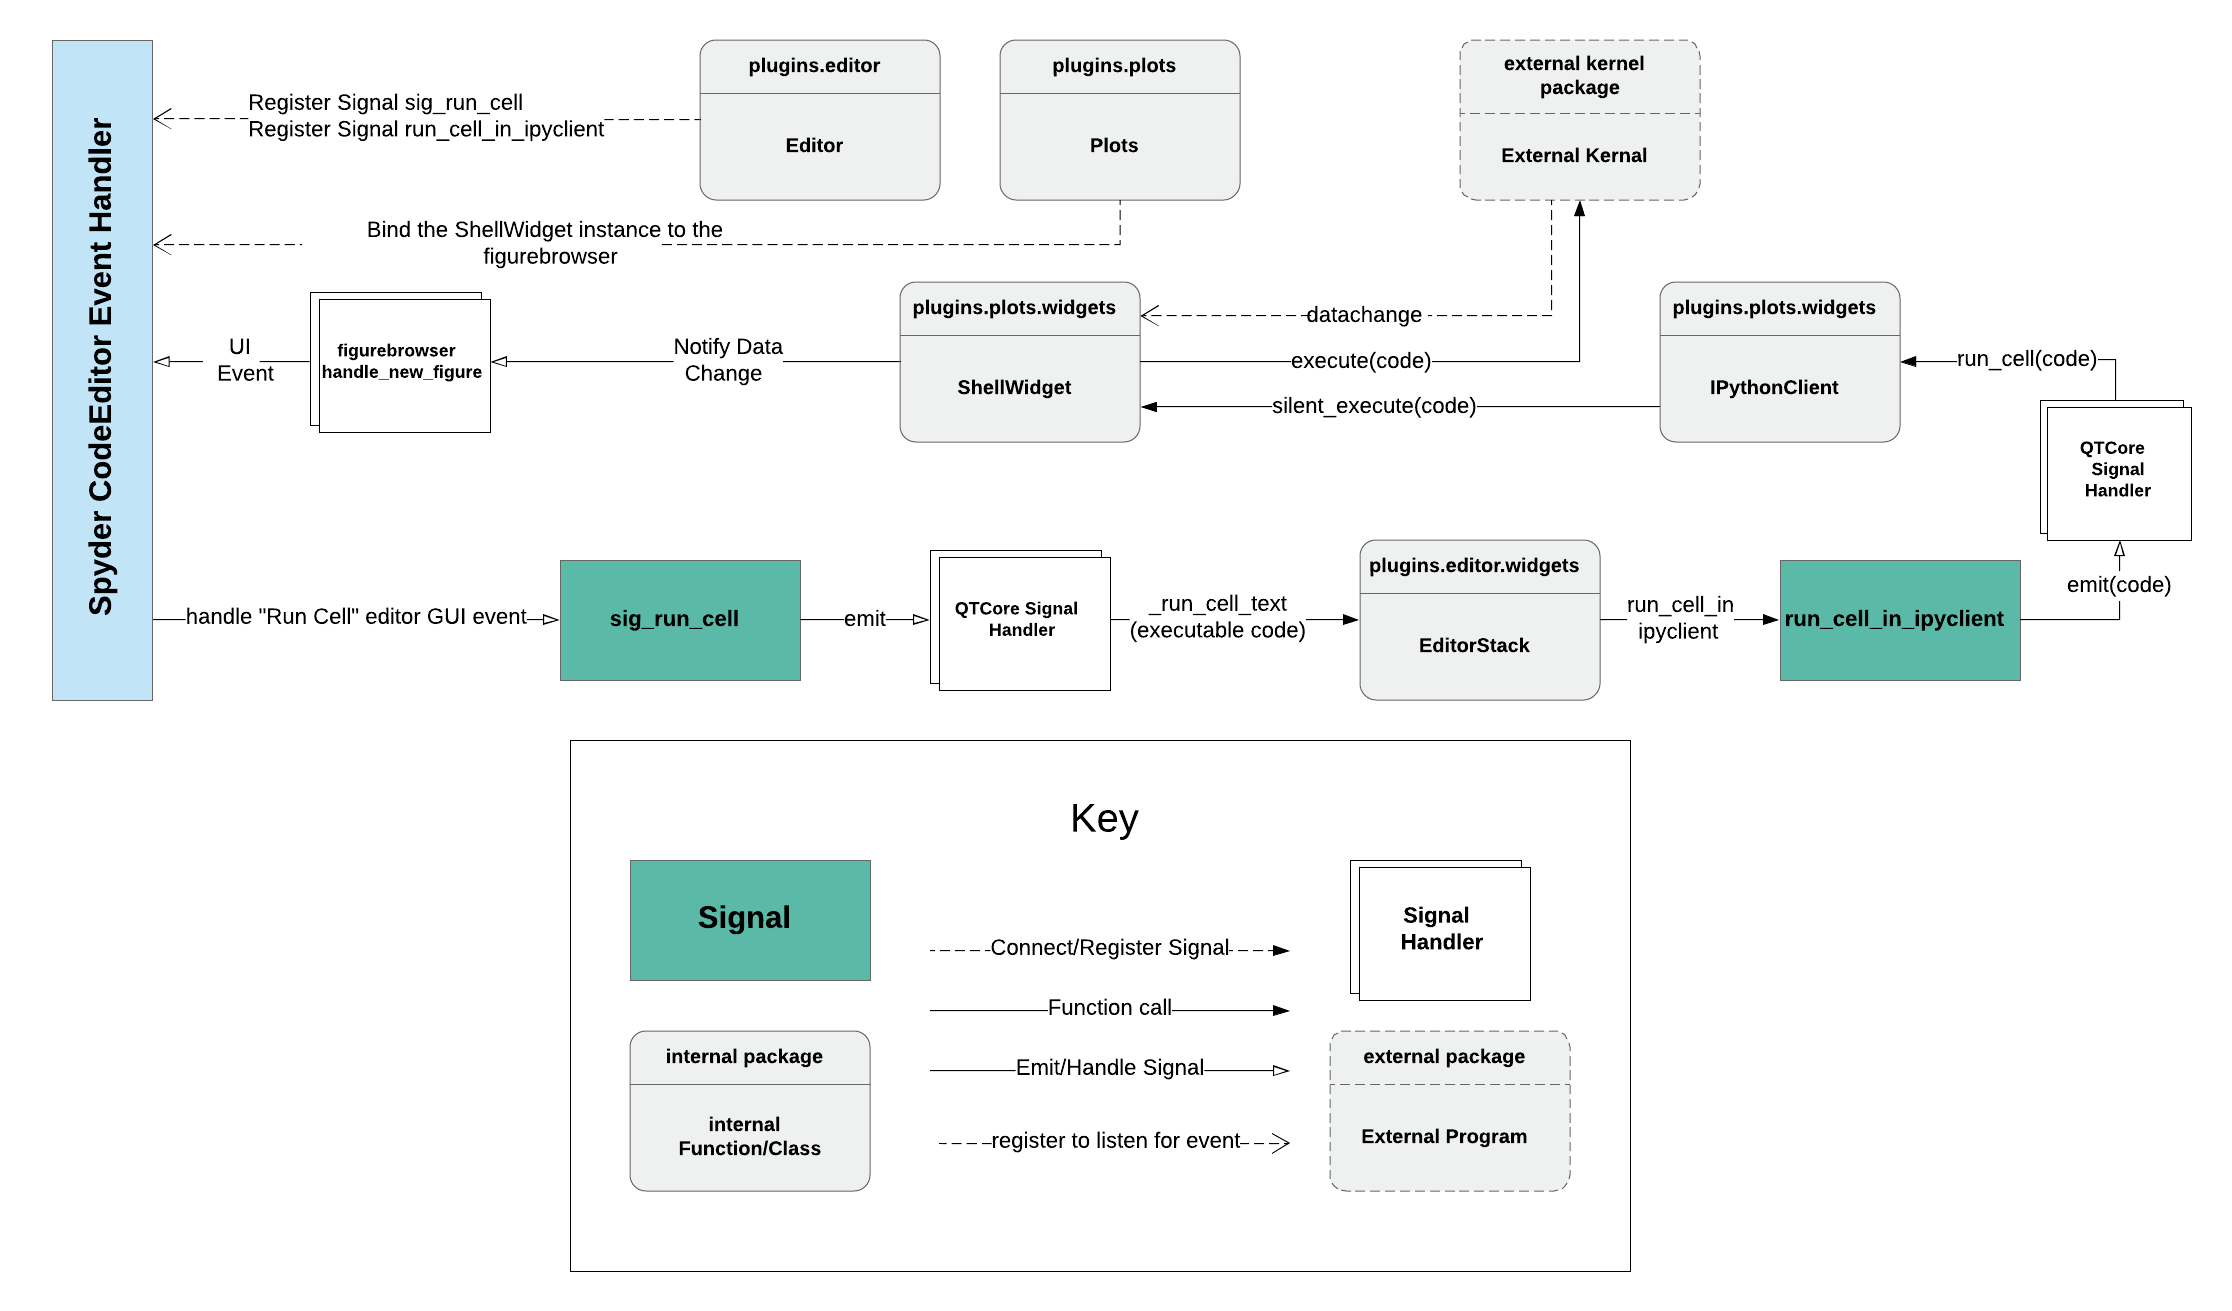 Spyder CodeEditor Event Handler
Register Signal sig_run_cell
Register Signal run_cell_in_ipyclient
plugins.editor
Editor
plugins.plots
Plots
external kernel
package
External Kernal
Bind the ShellWidget instance to the
figurebrowser
UI
Event
figurebrowser
handle_new_figure
Notify Data
Change
plugins.plots.widgets
ShellWidget
datachange
execute(code)
silent_execute(code)
plugins.plots.widgets
IPythonClient
run_cell(code)
QTCore
Signal
Handler
emit(code)
handle "Run Cell" editor GUI event
sig_run_cell
emit
QTCore Signal
Handler
_run_cell_text
(executable code)
plugins.editor.widgets
EditorStack
run_cell_in
ipyclient
run_cell_in_ipyclient
Key
Signal
Connect/Register Signal
Function call
Emit/Handle Signal
register to listen for event
Signal
Handler
internal package
internal
Function/Class
external package
External Program